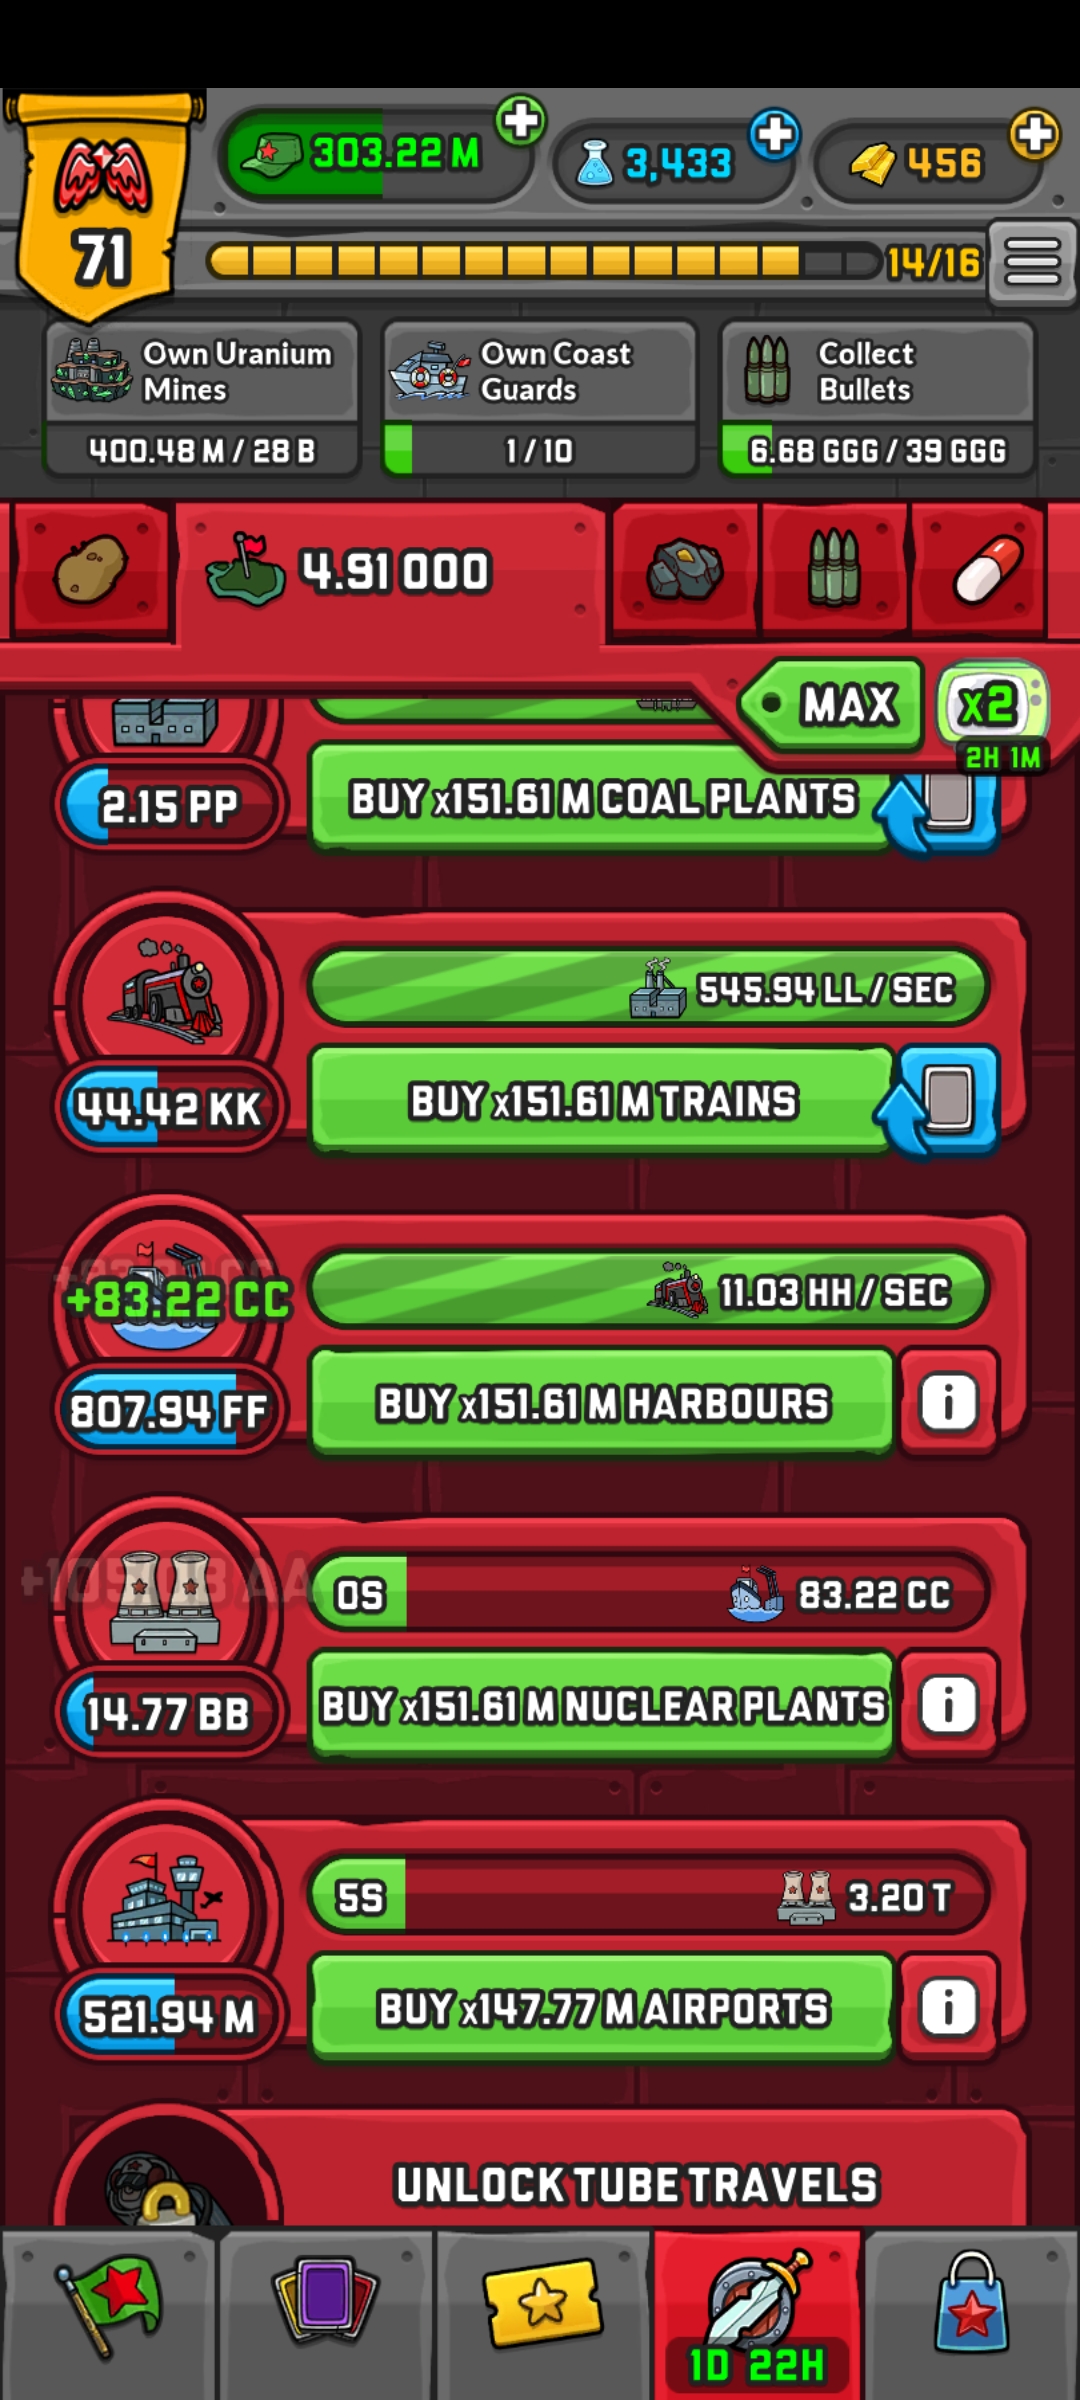 71
303.22 M
3,433
456
14/16
Own Uranium
Mines
400.48 M / 28 B
Own Coast
Guards
1 / 10
Collect
Bullets
6.68 GGG / 39 GGG
4.91 000
MAX
x2
2H 1M
2.15 PP
BUY x151.61 M COAL PLANTS
545.94 LL / SEC
44.42 KK
BUY x151.61 M TRAINS
+83.22 CC
11.03 HH / SEC
807.94 FF
BUY x151.61 M HARBOURS
i
0S
83.22 CC
14.77 BB
BUY x151.61 M NUCLEAR PLANTS
i
5S
3.20 T
521.94 M
BUY x147.77 M AIRPORTS
i
UNLOCK TUBE TRAVELS
1D 22H